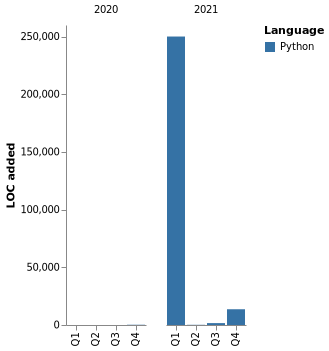 2020 2021
Language
Python
LOC added
250,000
200,000
150,000
100,000
50,000
0
Q1 Q2 Q3 Q4 Q1 Q2 Q3 Q4